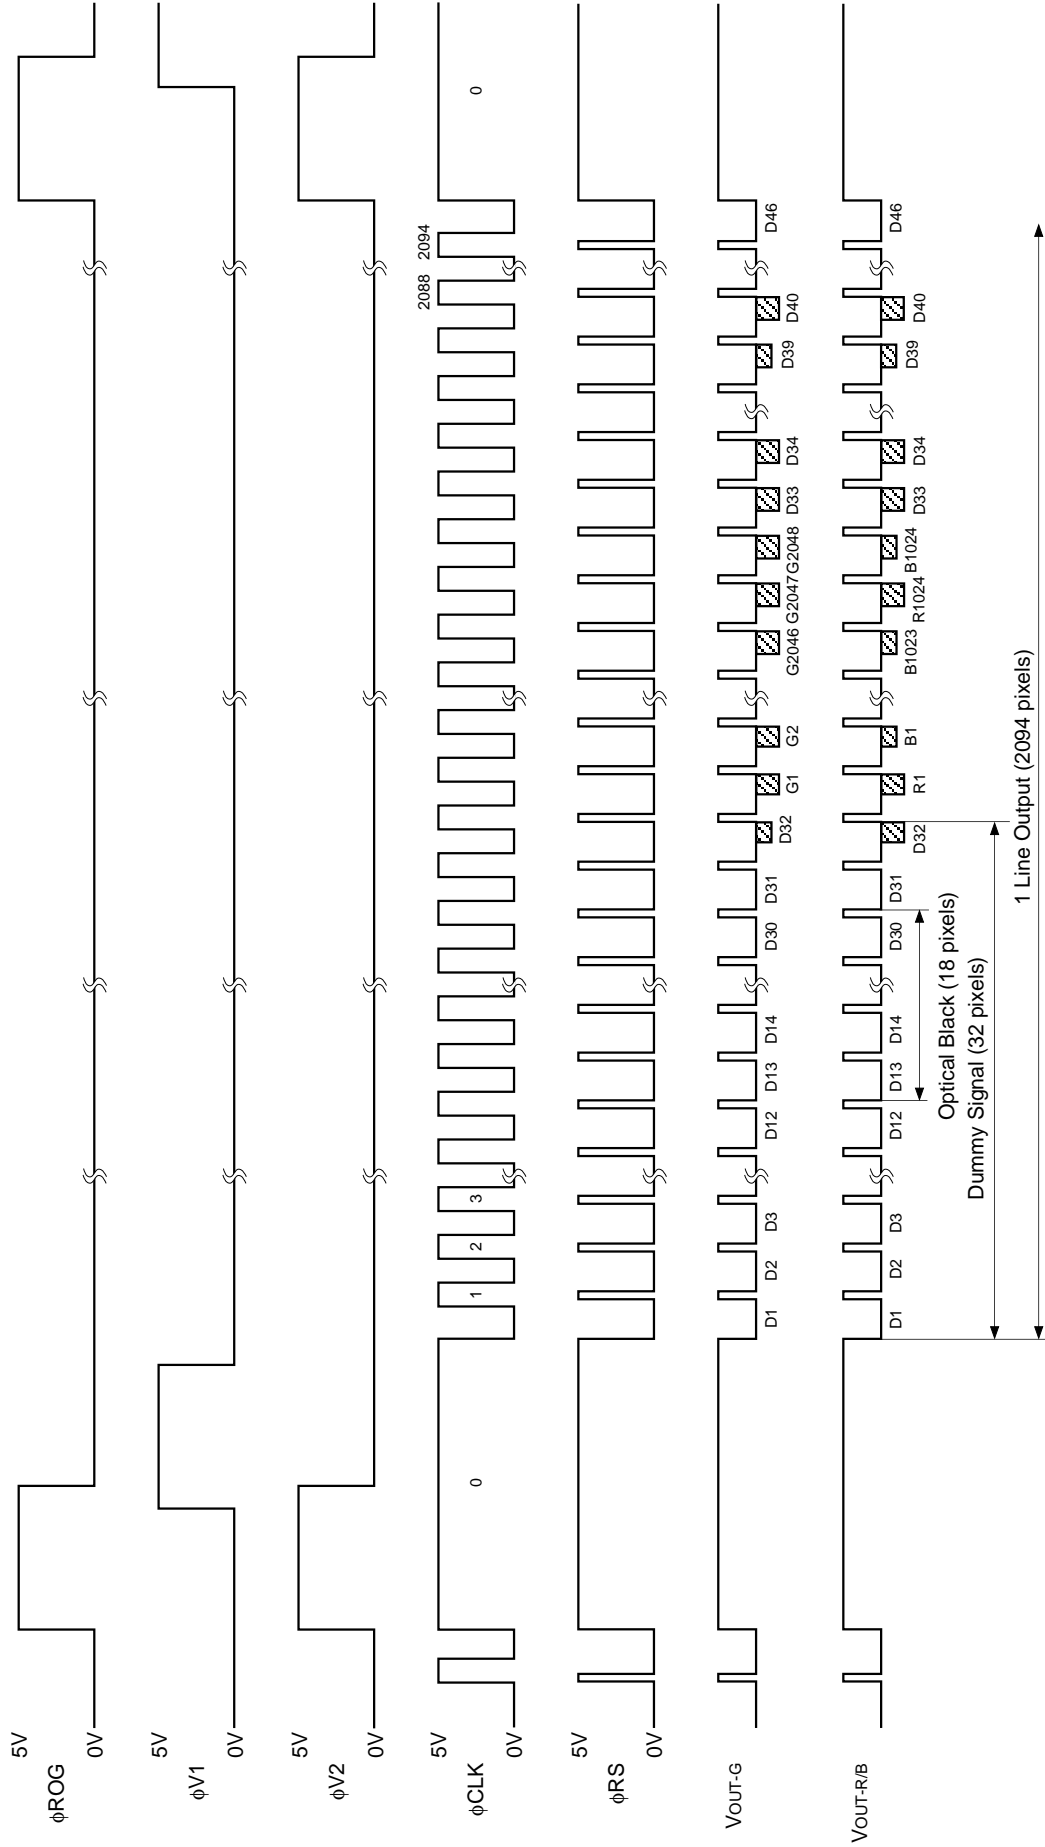 φROG
5V
0V
φV1
5V
0V
φV2
5V
0V
φCLK
5V
0V
0
1
2
3
2088
2094
0
φRS
5V
0V
VOUT-G
D1
D2
D3
D12
D13
D14
D30
D31
D32
G1
G2
G2046
G2047
G2048
D33
D34
D39
D40
D46
VOUT-R/B
D1
D2
D3
D12
D13
D14
D30
D31
D32
R1
B1
B1023
R1024
B1024
D33
D34
D39
D40
D46
Optical Black (18 pixels)
Dummy Signal (32 pixels)
1 Line Output (2094 pixels)